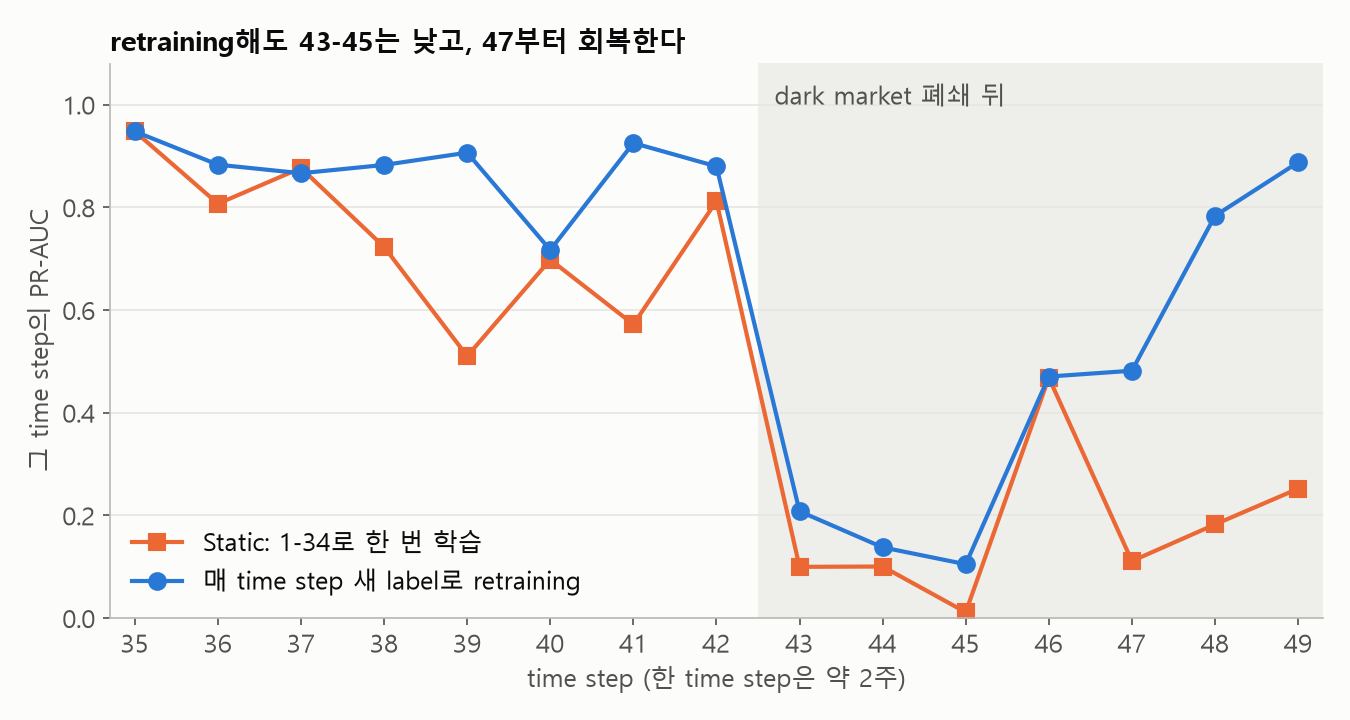 retraining해도 43-45는 낮고, 47부터 회복한다
dark market 폐쇄 뒤
그 time step의 PR-AUC
1.0
0.8
0.6
0.4
0.2
0.0
Static: 1-34로 한 번 학습
매 time step 새 label로 retraining
35 36 37 38 39 40 41 42 43 44 45 46 47 48 49
time step (한 time step은 약 2주)